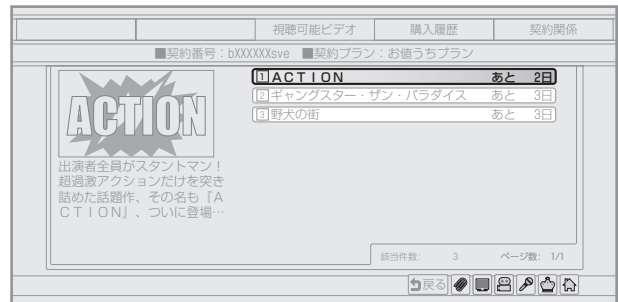 視聴可能ビデオ 購入履歴 契約関係
■契約番号：bXXXXXsve ■契約プラン：お値うちプラン
1 ACTION あと 2日
2 ギャングスター・ザン・パラダイス あと 3日
3 野犬の街 あと 3日
ACTION
出演者全員がスタントマン！
超過激アクションだけを突き
詰めた話題作、その名も『A
CTION』、ついに登場…
該当件数: 3 ページ数: 1/1
戻る